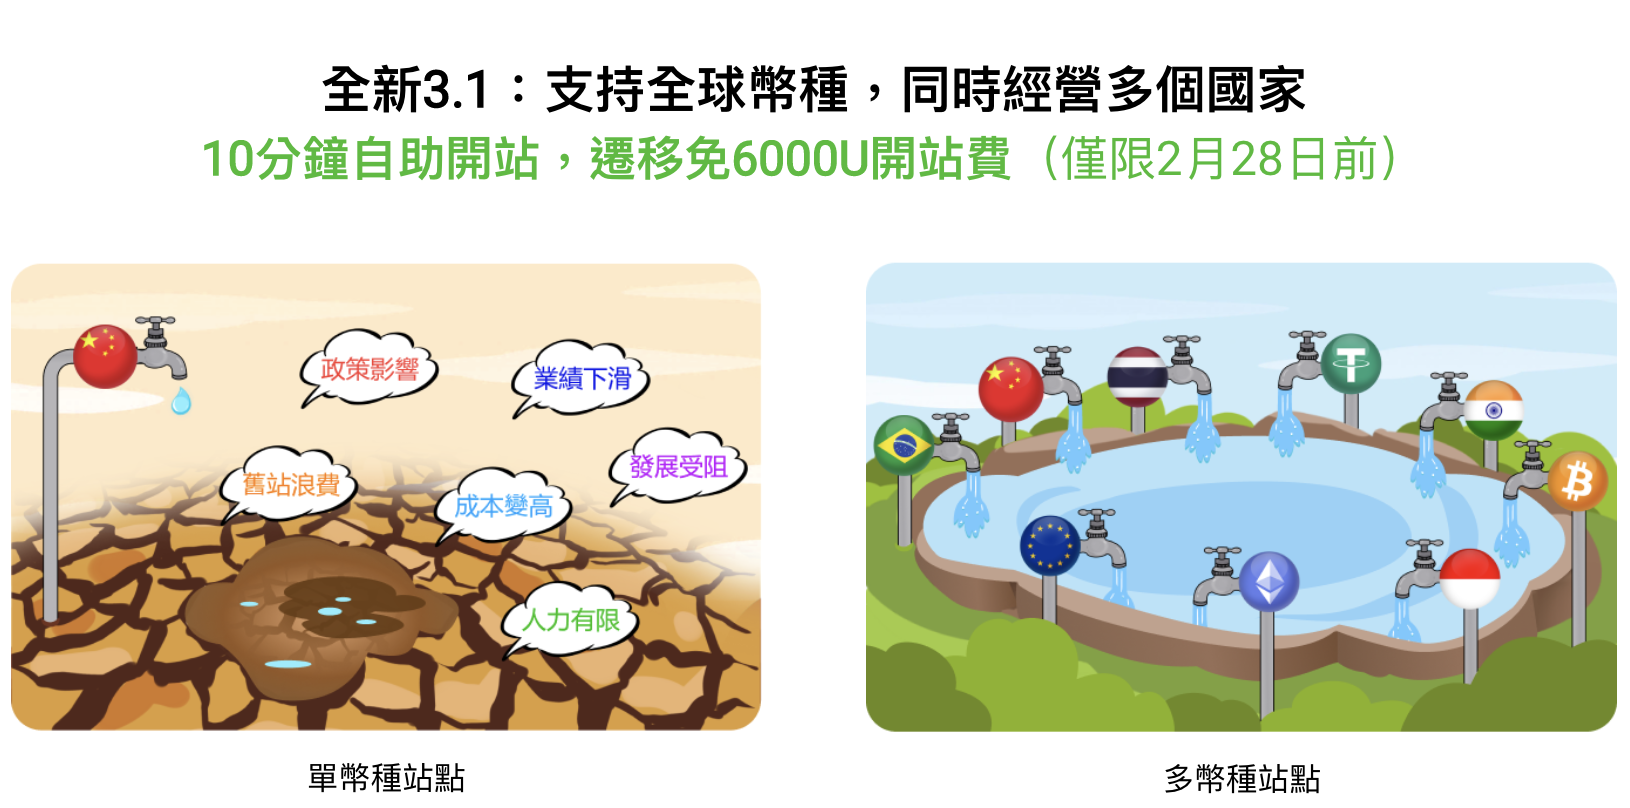 全新3.1：支持全球幣種，同時經營多個國家
10分鐘自助開站，遷移免6000U開站費（僅限2月28日前）
政策影響
業績下滑
發展受阻
舊站浪費
成本變高
人力有限
單幣種站點
多幣種站點